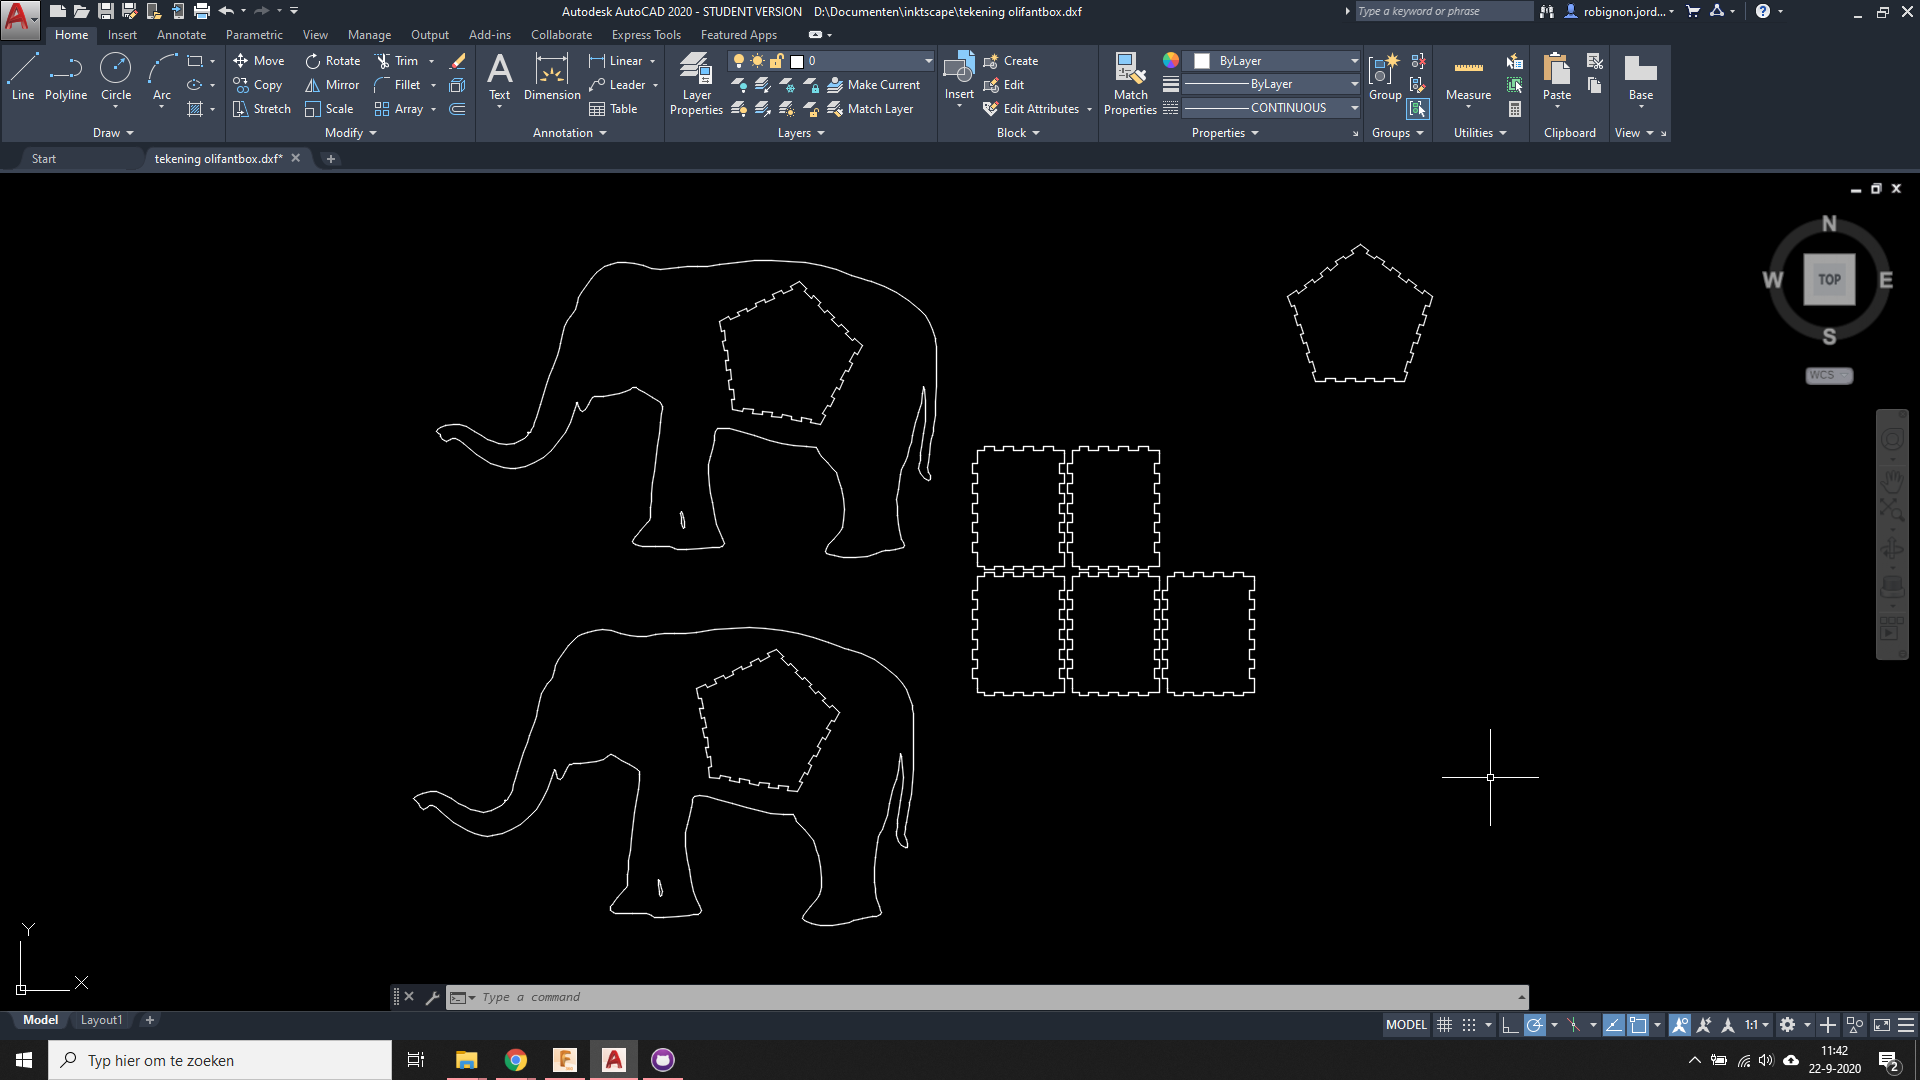 Autodesk AutoCAD 2020 - STUDENT VERSION D:\Documenten\inktscape\tekening olifantbox.dxf
Type a keyword or phrase
robignon.jord...
Home Insert Annotate Parametric View Manage Output Add-ins Collaborate Express Tools Featured Apps
Line Polyline Circle Arc
Move Rotate Trim
Copy Mirror Fillet
Stretch Scale Array
Text Dimension
Linear
Leader
Table
Layer Properties
0
Make Current
Match Layer
Insert
Create
Edit
Edit Attributes
Match Properties
ByLayer
ByLayer
CONTINUOUS
Group
Measure
Paste
Base
Draw Modify Annotation Layers Block Properties Groups Utilities Clipboard View
Start tekening olifantbox.dxf*
N
W TOP E
S
WCS
Y
X
Type a command
Model Layout1
MODEL 1:1
Typ hier om te zoeken
11:42
22-9-2020
2